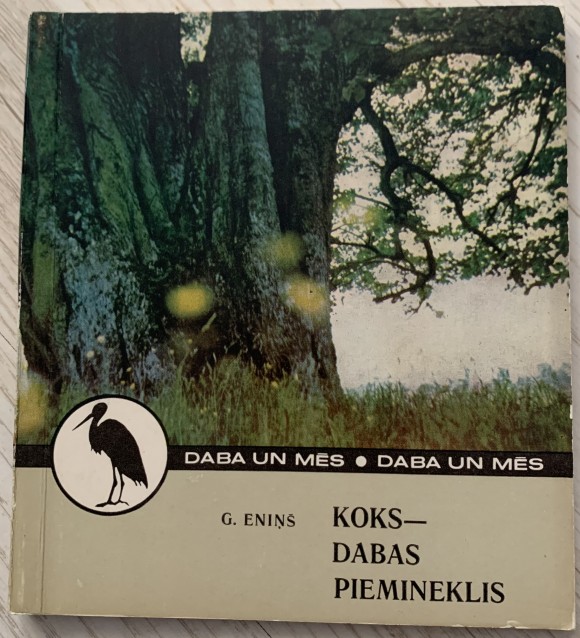 DABA UN MĒS ● DABA UN MĒS
G. ENIŅŠ
KOKS—
DABAS
PIEMINEKLIS